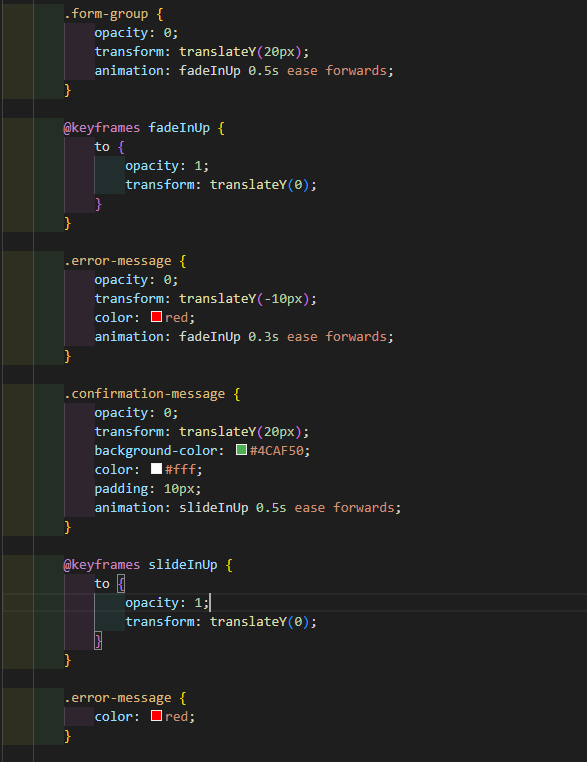 .form-group {
opacity: 0;
transform: translateY(20px);
animation: fadeInUp 0.5s ease forwards;
}
@keyframes fadeInUp {
to {
opacity: 1;
transform: translateY(0);
}
}
.error-message {
opacity: 0;
transform: translateY(-10px);
color: red;
animation: fadeInUp 0.3s ease forwards;
}
.confirmation-message {
opacity: 0;
transform: translateY(20px);
background-color: #4CAF50;
color: #fff;
padding: 10px;
animation: slideInUp 0.5s ease forwards;
}
@keyframes slideInUp {
to {
opacity: 1;
transform: translateY(0);
}
}
.error-message {
color: red;
}